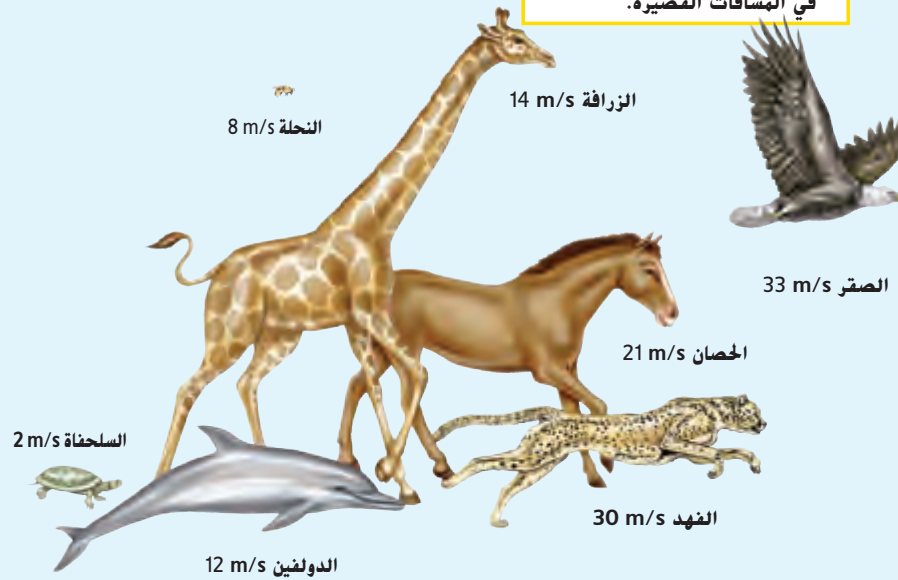 في المسافات القصيرة.
الزرافة 14 m/s
النحلة 8 m/s
الصقر 33 m/s
الحصان 21 m/s
السلحفاة 2 m/s
الفهد 30 m/s
الدولفين 12 m/s